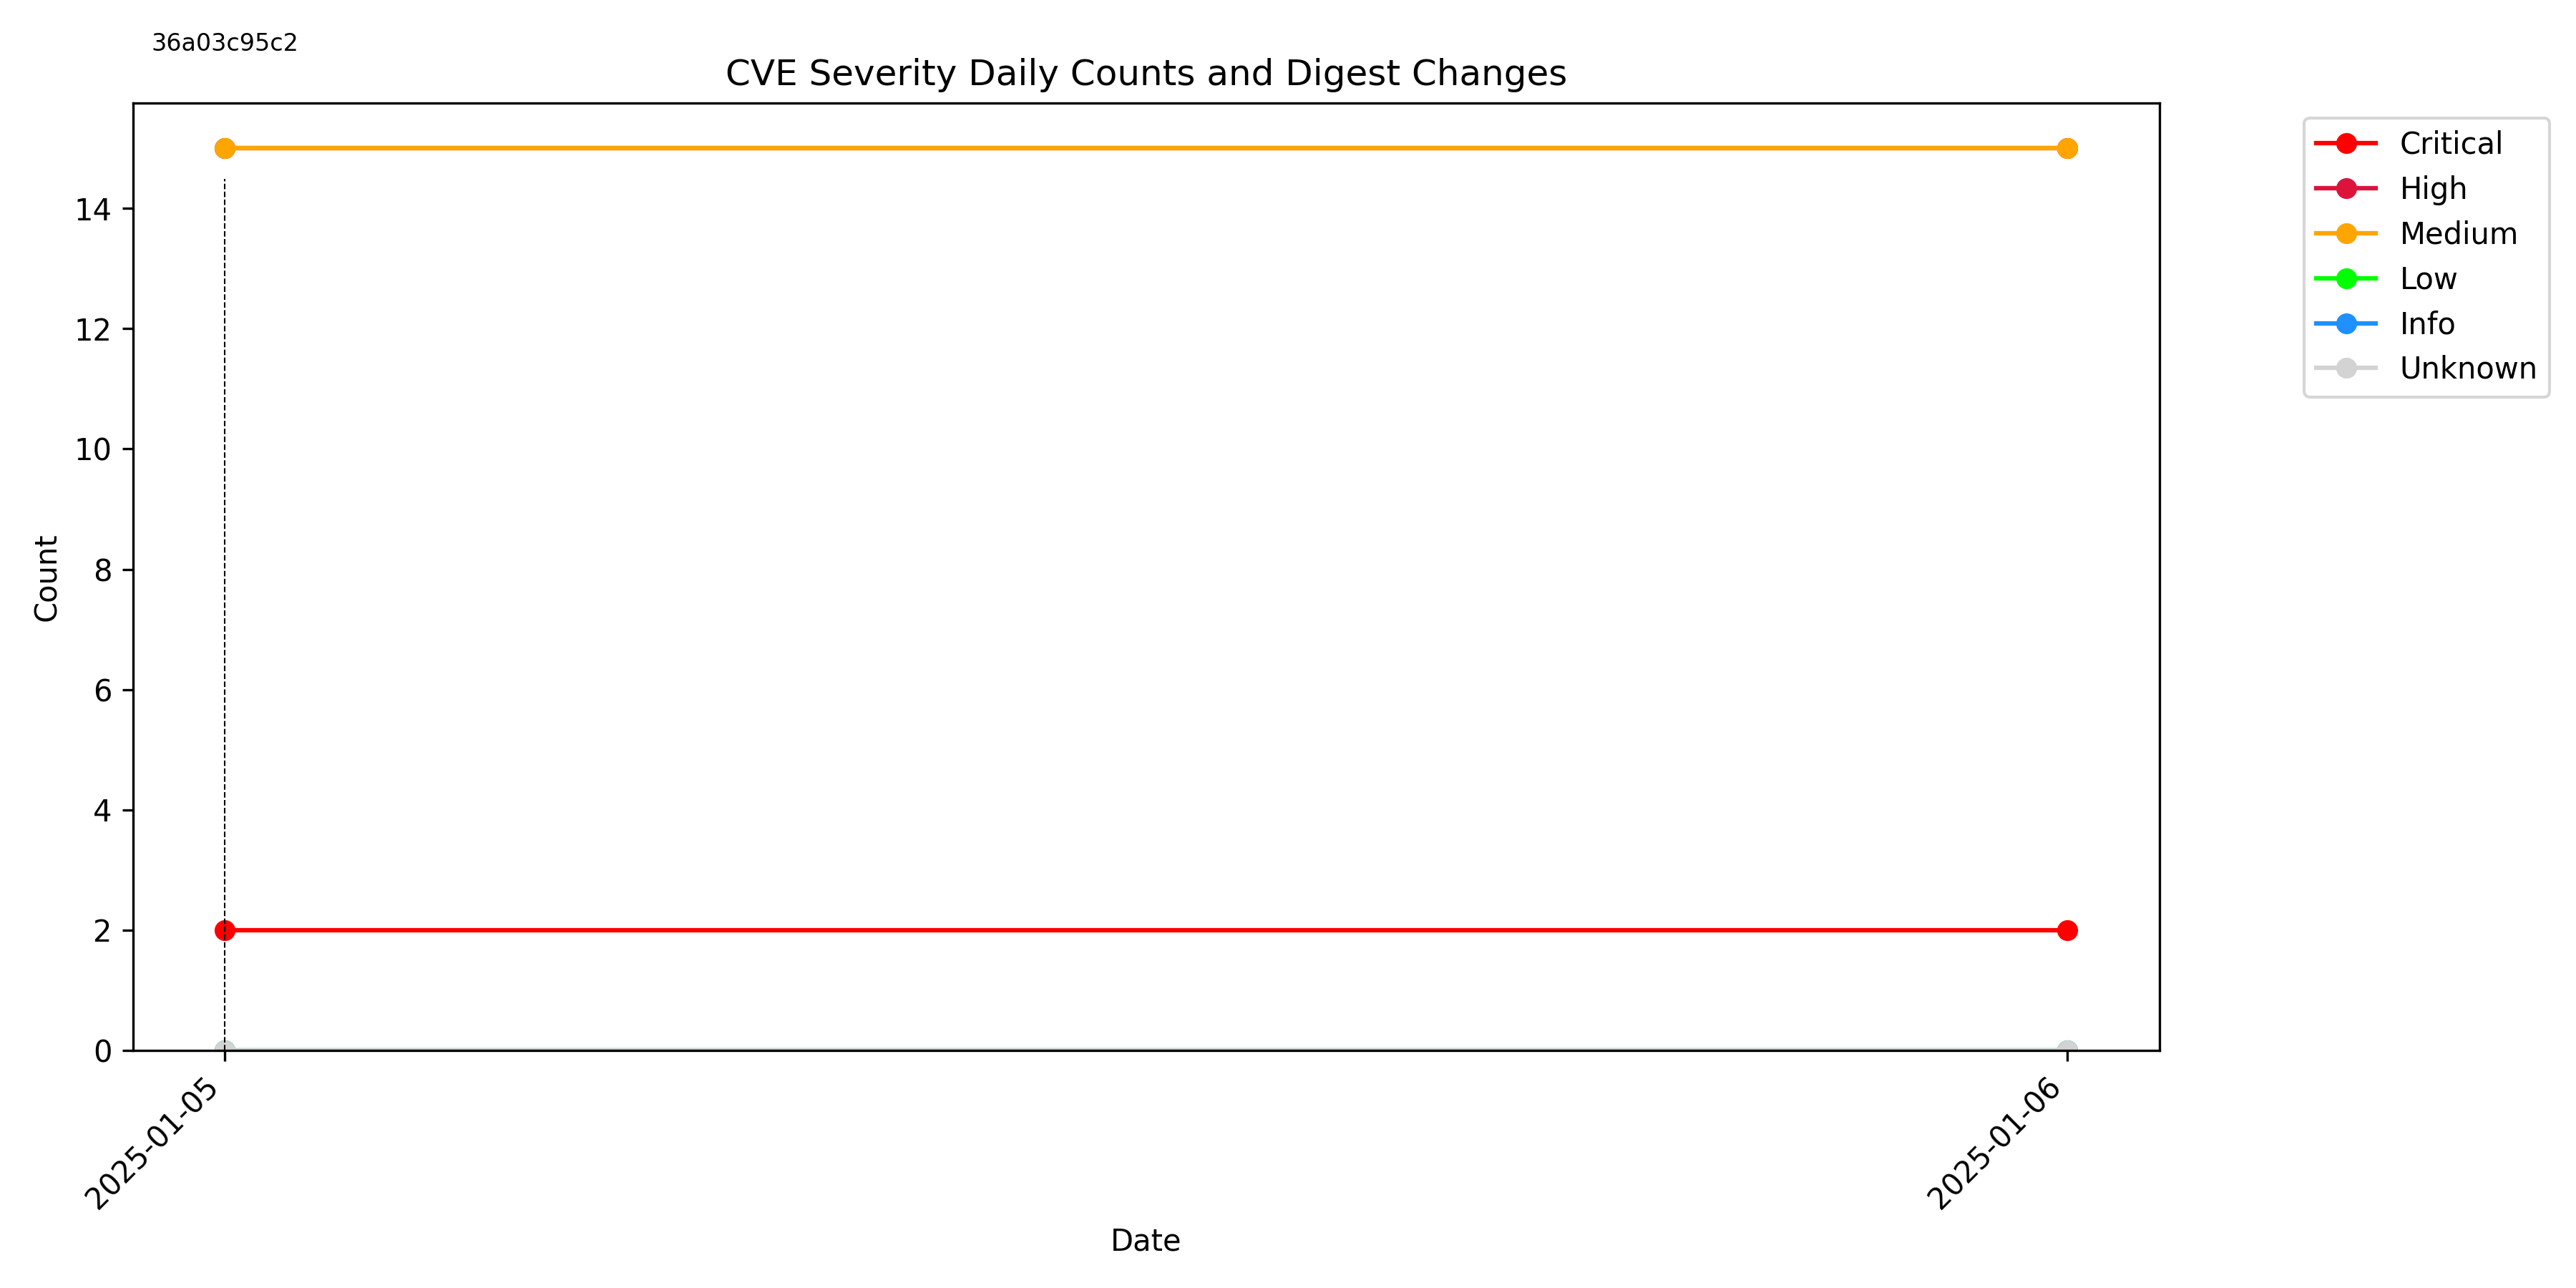 36a03c95c2
CVE Severity Daily Counts and Digest Changes
Critical
High
Medium
Low
Info
Unknown
14
12
10
8
6
4
2
0
Count
2025-01-05
2025-01-06
Date